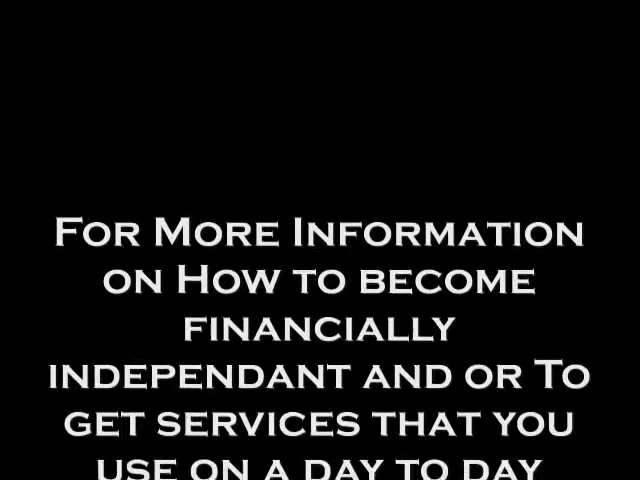 For More Information
on How to become
financially
independant and or To
get services that you
use on a day to day